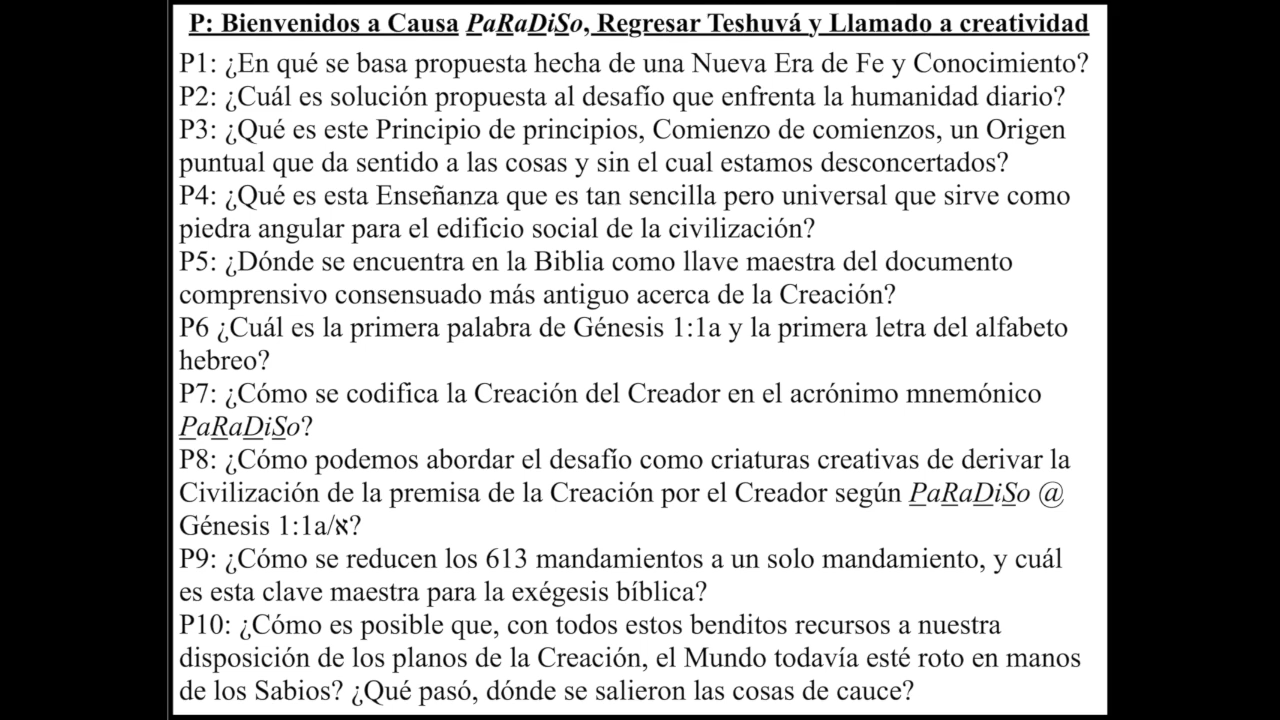 P: Bienvenidos a Causa PaRaDiSo, Regresar Teshuvá y Llamado a creatividad
P1: ¿En qué se basa propuesta hecha de una Nueva Era de Fe y Conocimiento?
P2: ¿Cuál es solución propuesta al desafío que enfrenta la humanidad diario?
P3: ¿Qué es este Principio de principios, Comienzo de comienzos, un Origen
puntual que da sentido a las cosas y sin el cual estamos desconcertados?
P4: ¿Qué es esta Enseñanza que es tan sencilla pero universal que sirve como
piedra angular para el edificio social de la civilización?
P5: ¿Dónde se encuentra en la Biblia como llave maestra del documento
comprensivo consensuado más antiguo acerca de la Creación?
P6 ¿Cuál es la primera palabra de Génesis 1:1a y la primera letra del alfabeto
hebreo?
P7: ¿Cómo se codifica la Creación del Creador en el acrónimo mnemónico
PaRaDiSo?
P8: ¿Cómo podemos abordar el desafío como criaturas creativas de derivar la
Civilización de la premisa de la Creación por el Creador según PaRaDiSo @
Génesis 1:1a/א?
P9: ¿Cómo se reducen los 613 mandamientos a un solo mandamiento, y cuál
es esta clave maestra para la exégesis bíblica?
P10: ¿Cómo es posible que, con todos estos benditos recursos a nuestra
disposición de los planos de la Creación, el Mundo todavía esté roto en manos
de los Sabios? ¿Qué pasó, dónde se salieron las cosas de cauce?